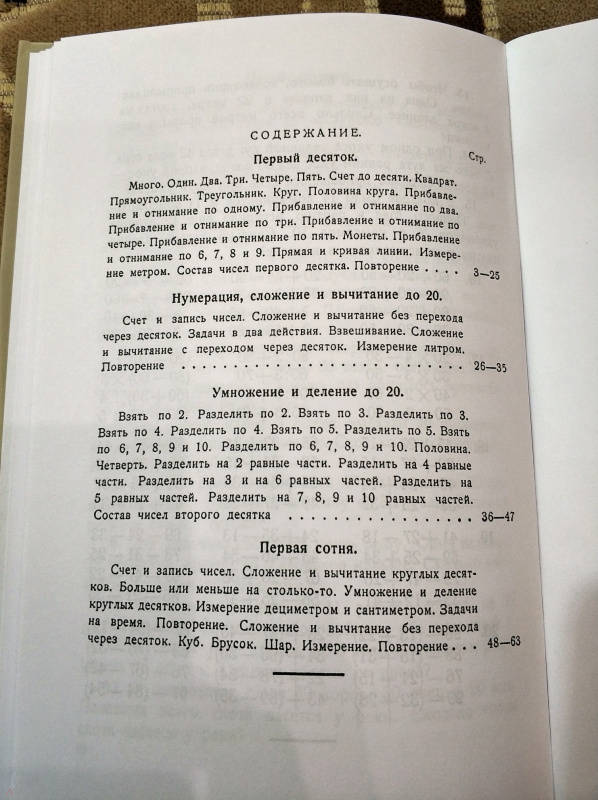 СОДЕРЖАНИЕ.
Первый десяток. Стр.
Много. Один. Два. Три. Четыре. Пять. Счет до десяти. Квадрат.
Прямоугольник. Треугольник. Круг. Половина круга. Прибавле-
ние и отнимание по одному. Прибавление и отнимание по два.
Прибавление и отнимание по три. Прибавление и отнимание по
четыре. Прибавление и отнимание по пять. Монеты. Прибавление
и отнимание по 6, 7, 8 и 9. Прямая и кривая линии. Измере-
ние метром. Состав чисел первого десятка. Повторение . . . . 3—25
Нумерация, сложение и вычитание до 20.
Счет и запись чисел. Сложение и вычитание без перехода
через десяток. Задачи в два действия. Взвешивание. Сложение
и вычитание с переходом через десяток. Измерение литром.
Повторение . . . . . . . . . . . . . . . . . . . . . . . . . 26—35
Умножение и деление до 20.
Взять по 2. Разделить по 2. Взять по 3. Разделить по 3.
Взять по 4. Разделить по 4. Взять по 5. Разделить по 5. Взять
по 6, 7, 8, 9 и 10. Разделить по 6, 7, 8, 9 и 10. Половина.
Четверть. Разделить на 2 равные части. Разделить на 4 равные
части. Разделить на 3 и на 6 равных частей. Разделить на
5 равных частей. Разделить на 7, 8, 9 и 10 равных частей.
Состав чисел второго десятка . . . . . . . . . . . . . . . . 36—47
Первая сотня.
Счет и запись чисел. Сложение и вычитание круглых десят-
ков. Больше или меньше на столько-то. Умножение и деление
круглых десятков. Измерение дециметром и сантиметром. Задачи
на время. Повторение. Сложение и вычитание без перехода
через десяток. Куб. Брусок. Шар. Измерение. Повторение . . . 48—63